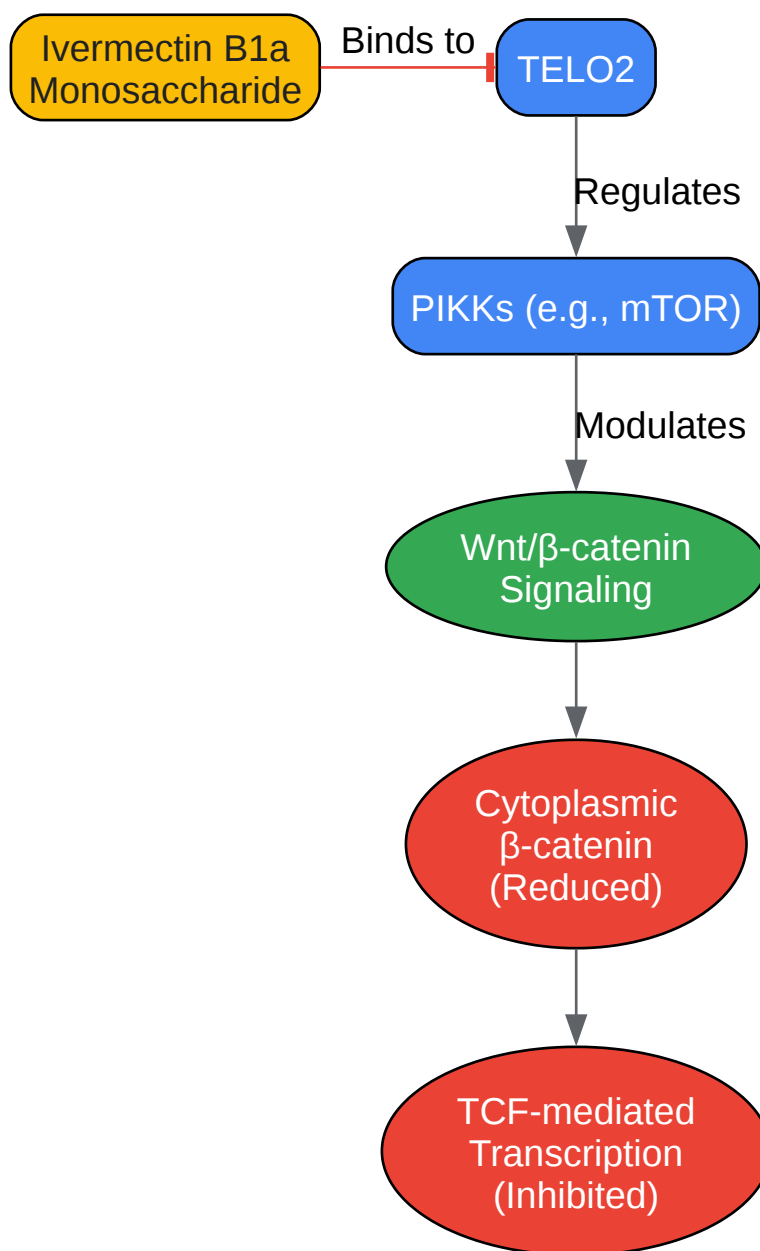 Ivermectin B1a
Monosaccharide
Binds to
TELO2
Regulates
PIKKs (e.g., mTOR)
Modulates
Wnt/β-catenin
Signaling
Cytoplasmic
β-catenin
(Reduced)
TCF-mediated
Transcription
(Inhibited)